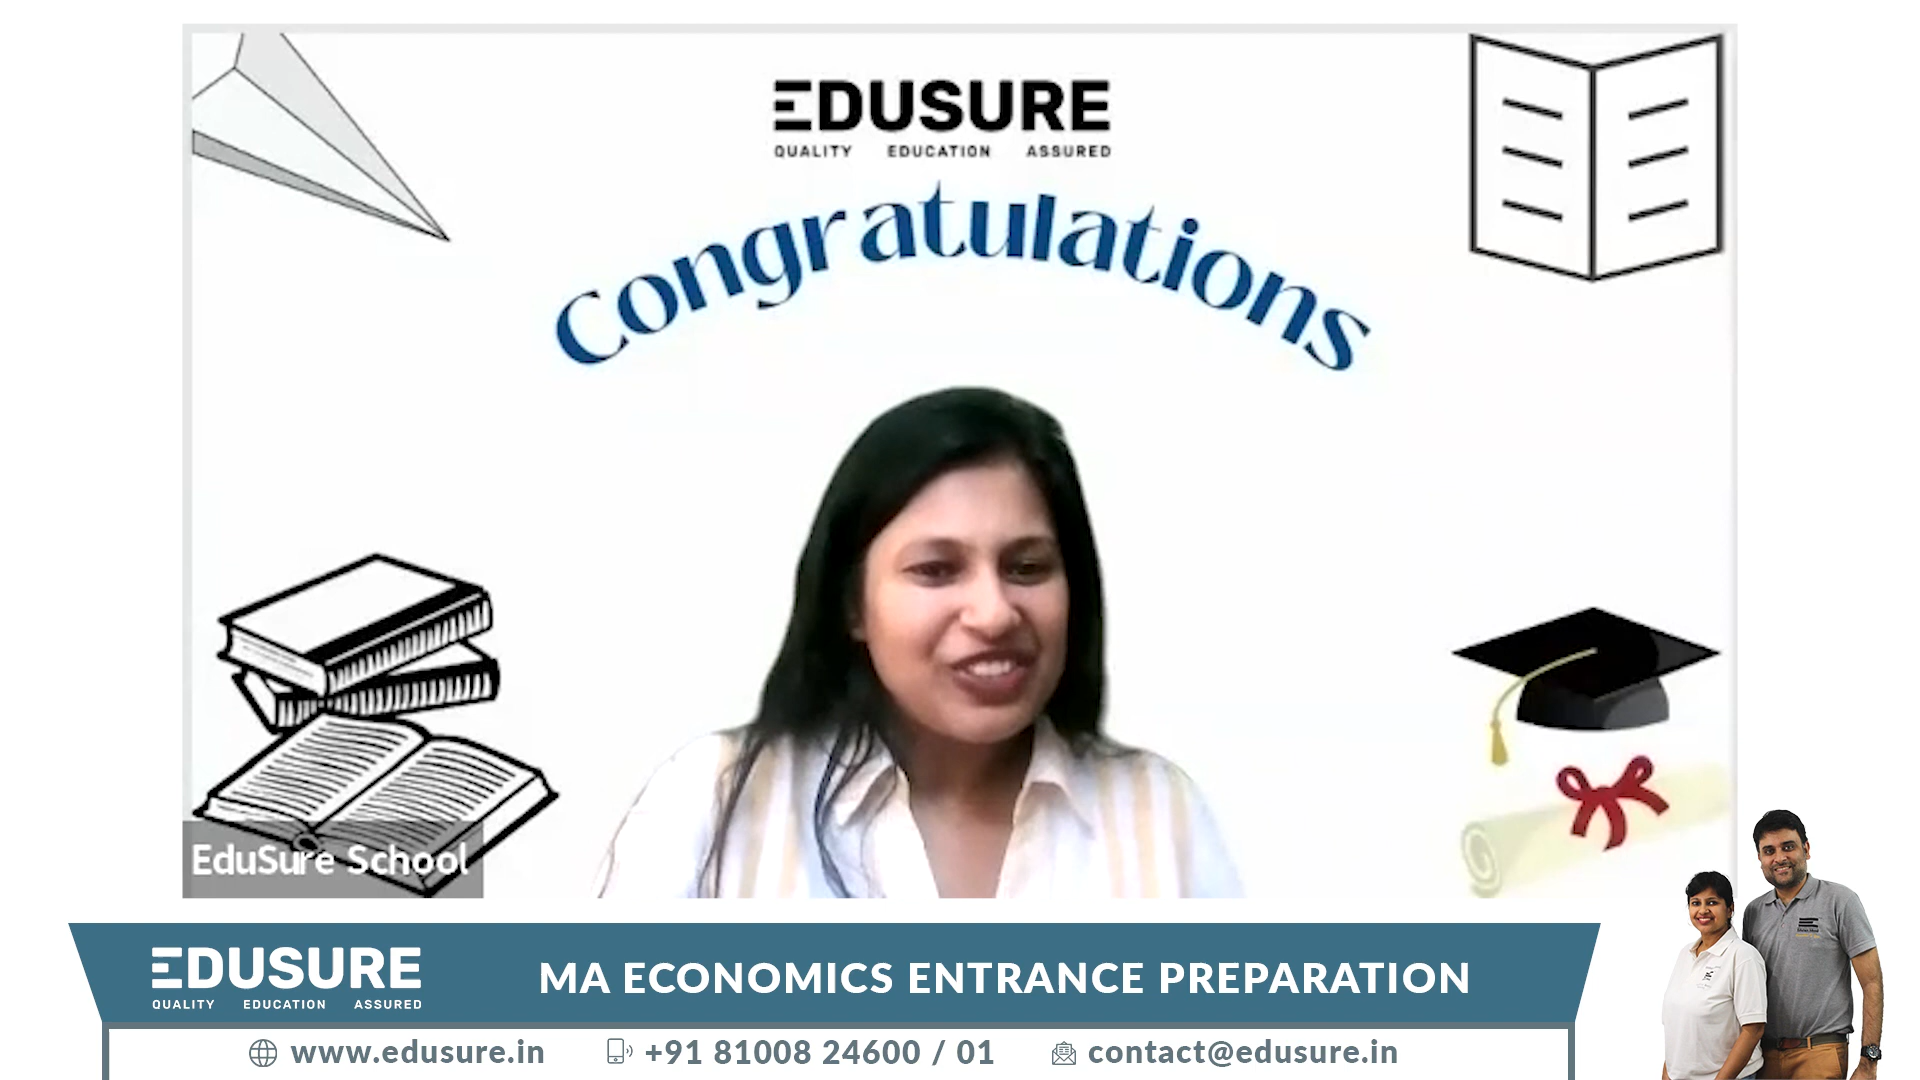 EDUSURE
QUALITY EDUCATION ASSURED
Congratulations
EduSure School
EDUSURE
QUALITY EDUCATION ASSURED
MA ECONOMICS ENTRANCE PREPARATION
www.edusure.in
+91 81008 24600 / 01
contact@edusure.in